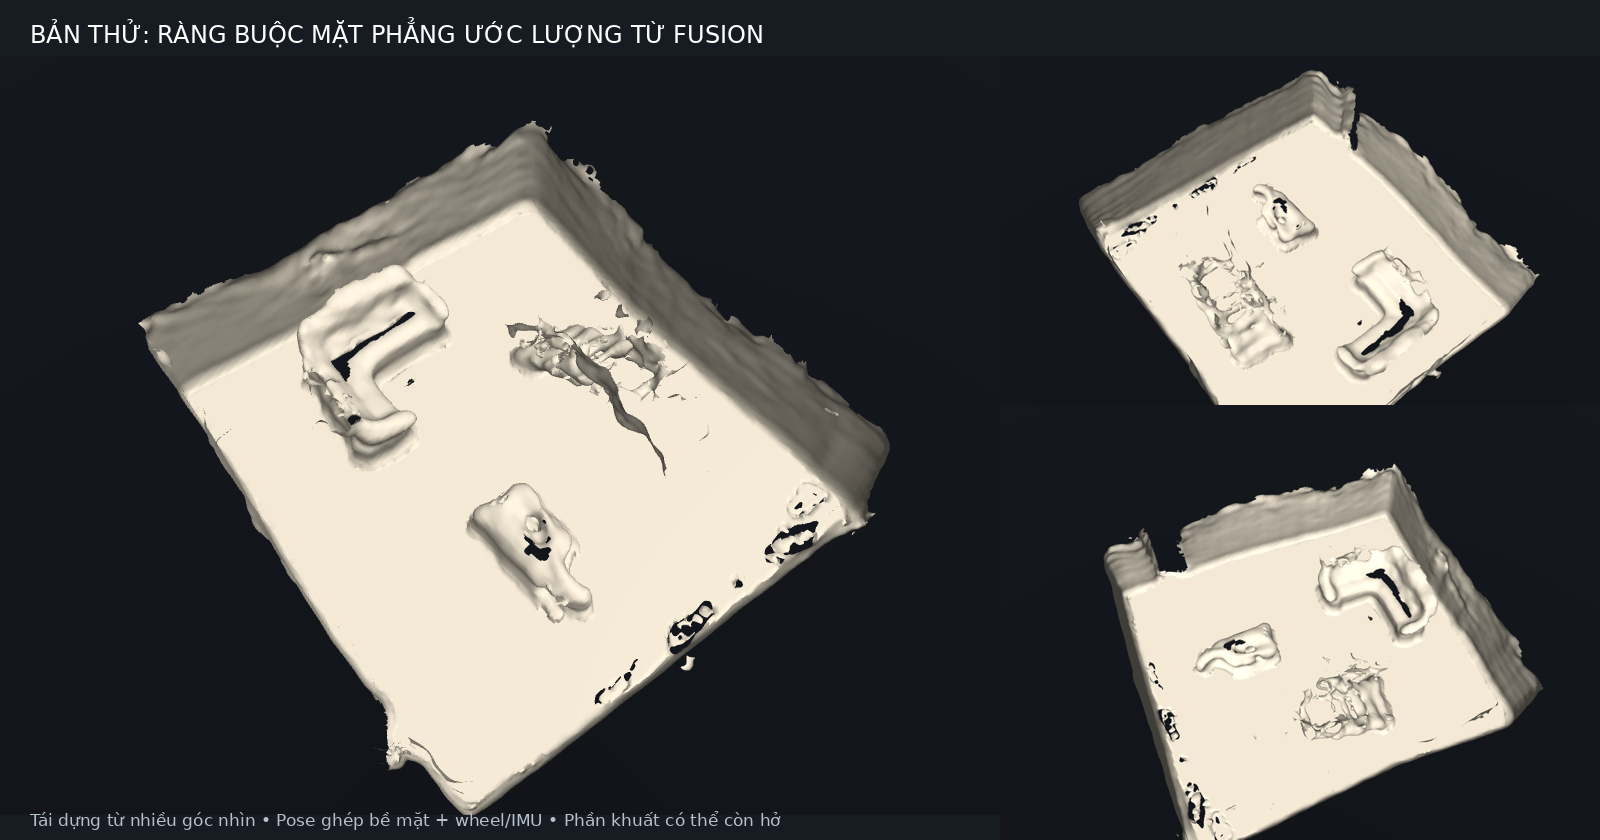 BẢN THỬ: RÀNG BUỘC MẶT PHẲNG ƯỚC LƯỢNG TỪ FUSION
Tái dựng từ nhiều góc nhìn • Pose ghép bề mặt + wheel/IMU • Phần khuất có thể còn hở